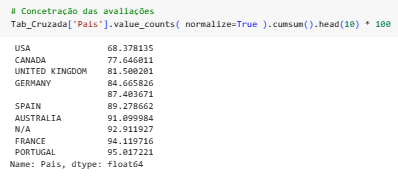 # Concetração das avaliações
Tab_Cruzada['Pais'].value_counts( normalize=True ).cumsum().head(10) * 100
USA 68.378135
CANADA 77.646011
UNITED KINGDOM 81.500201
GERMANY 84.665826
87.403671
SPAIN 89.278662
AUSTRALIA 91.099984
N/A 92.911927
FRANCE 94.119716
PORTUGAL 95.017221
Name: Pais, dtype: float64